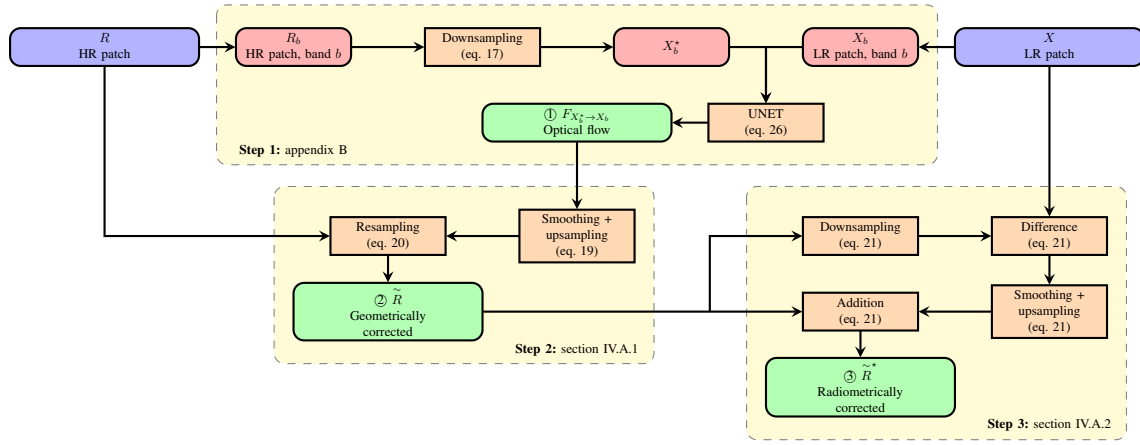 R
HR patch
R_b
HR patch, band b
Downsampling
(eq. 17)
X_b^⋆
X_b
LR patch, band b
X
LR patch
① F_{X_b^⋆→X_b}
Optical flow
UNET
(eq. 26)
Step 1: appendix B
Resampling
(eq. 20)
Smoothing +
upsampling
(eq. 19)
② R̃
Geometrically
corrected
Step 2: section IV.A.1
Downsampling
(eq. 21)
Difference
(eq. 21)
Addition
(eq. 21)
Smoothing +
upsampling
(eq. 21)
③ R̃^⋆
Radiometrically
corrected
Step 3: section IV.A.2